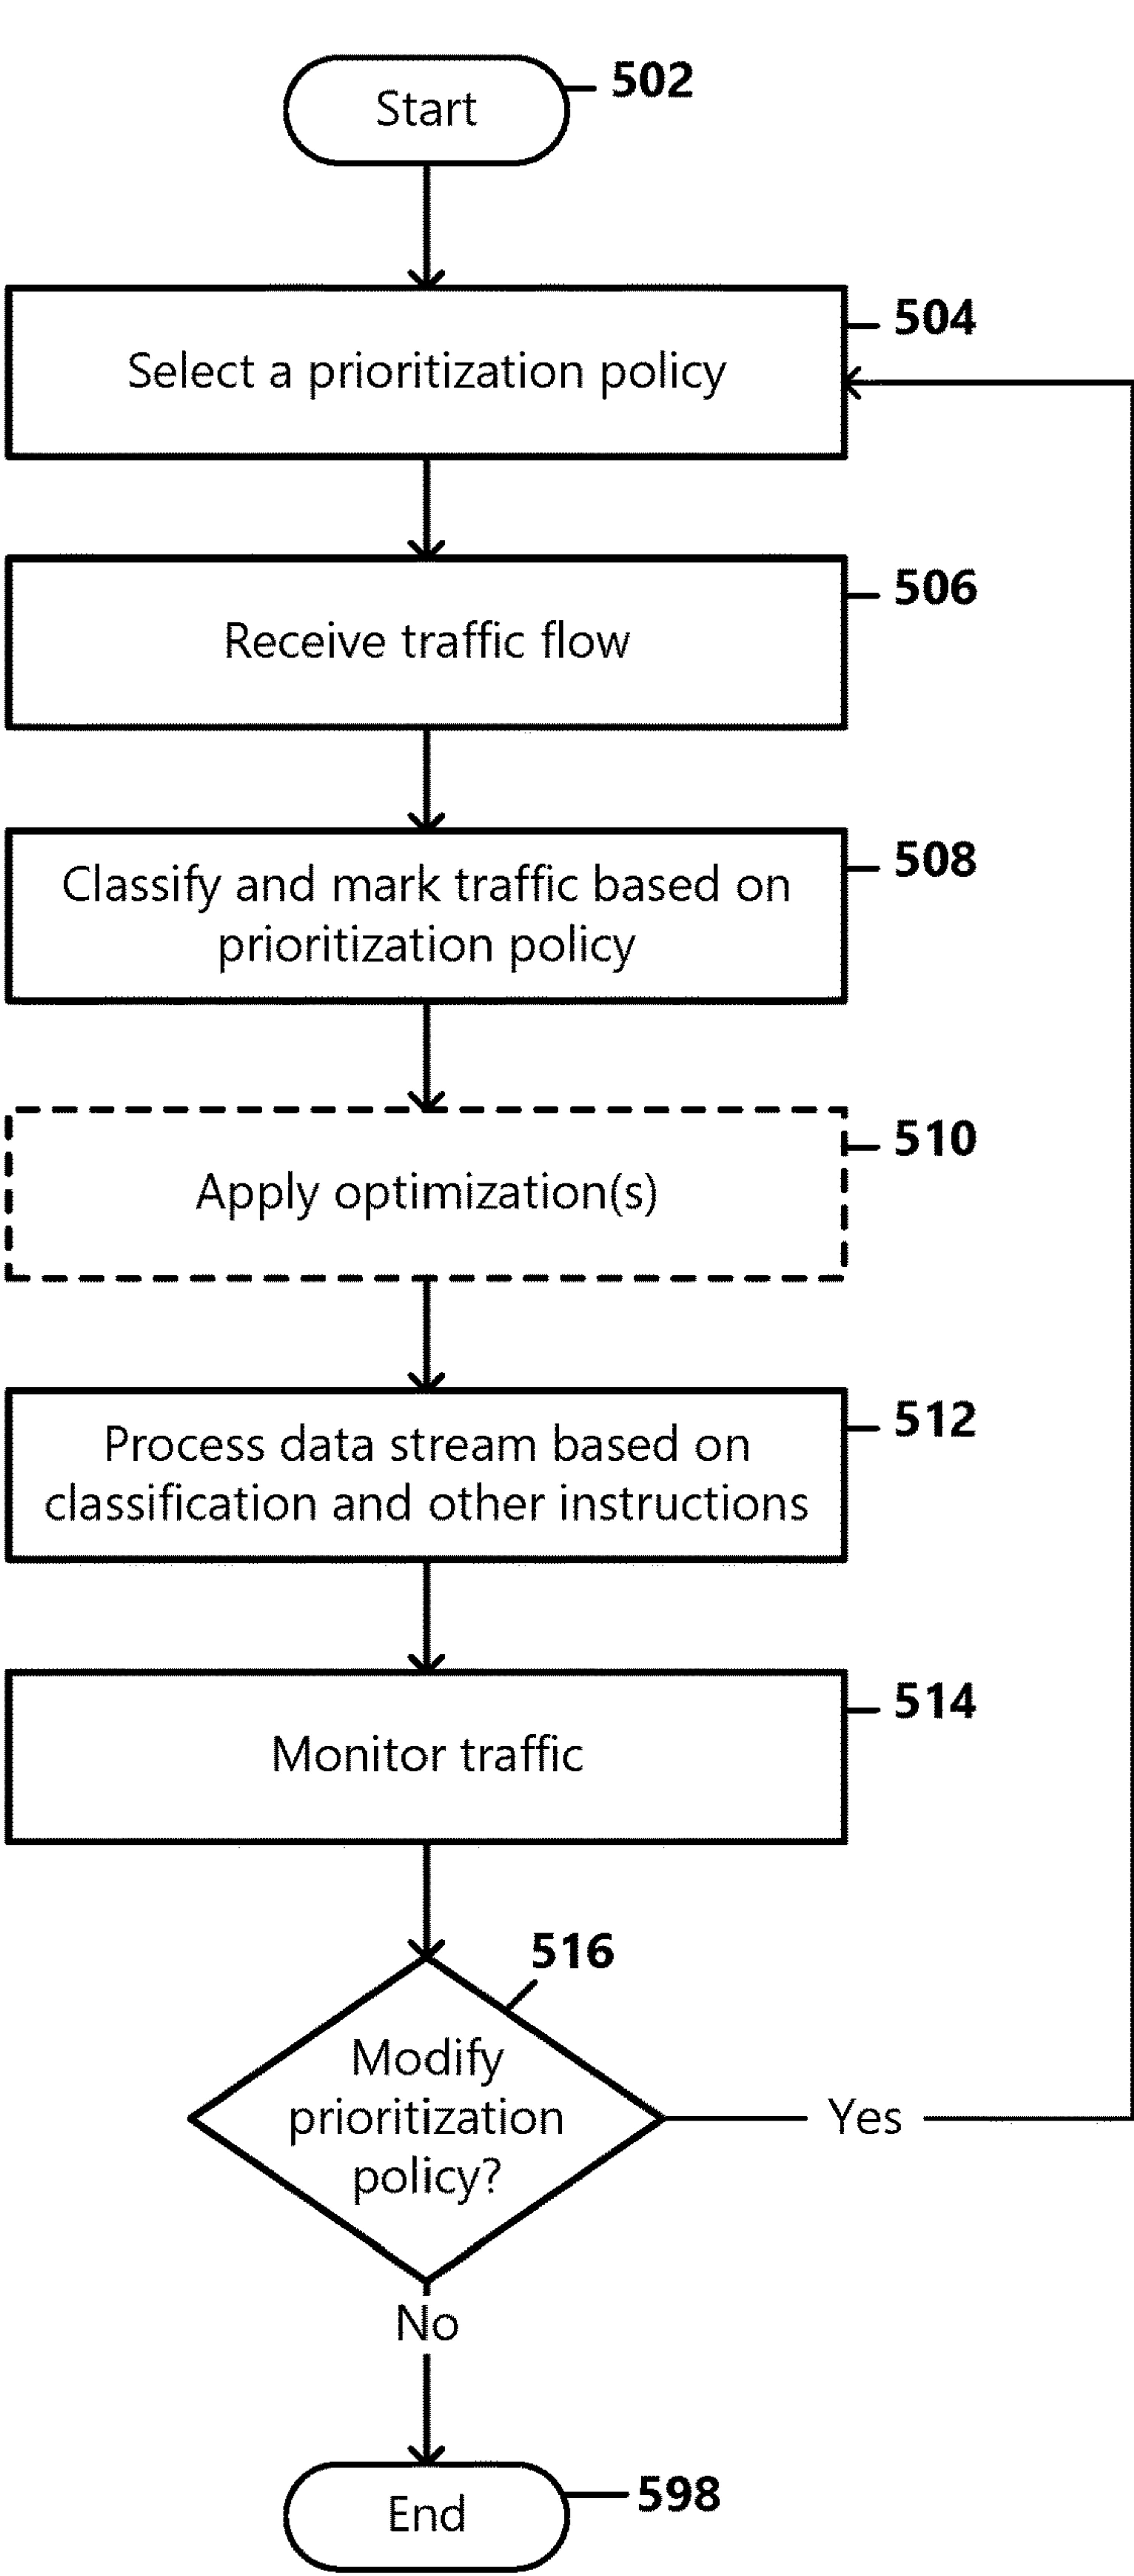 Start
502
504
Select a prioritization policy
506
Receive traffic flow
508
Classify and mark traffic based on
prioritization policy
510
Apply optimization(s)
512
Process data stream based on
classification and other instructions
514
Monitor traffic
516
Modify
prioritization
policy?
Yes
No
End
598